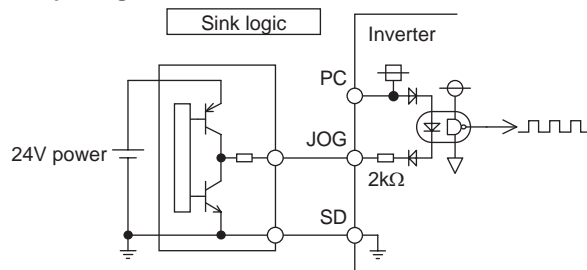 Sink logic
Inverter
PC
24V power
JOG
2kΩ
SD